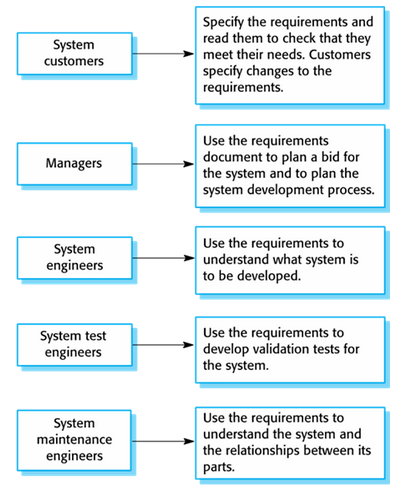 System
customers
Specify the requirements and
read them to check that they
meet their needs. Customers
specify changes to the
requirements.
Managers
Use the requirements
document to plan a bid for
the system and to plan the
system development process.
System
engineers
Use the requirements to
understand what system is
to be developed.
System test
engineers
Use the requirements to
develop validation tests for
the system.
System
maintenance
engineers
Use the requirements to
understand the system and
the relationships between its
parts.